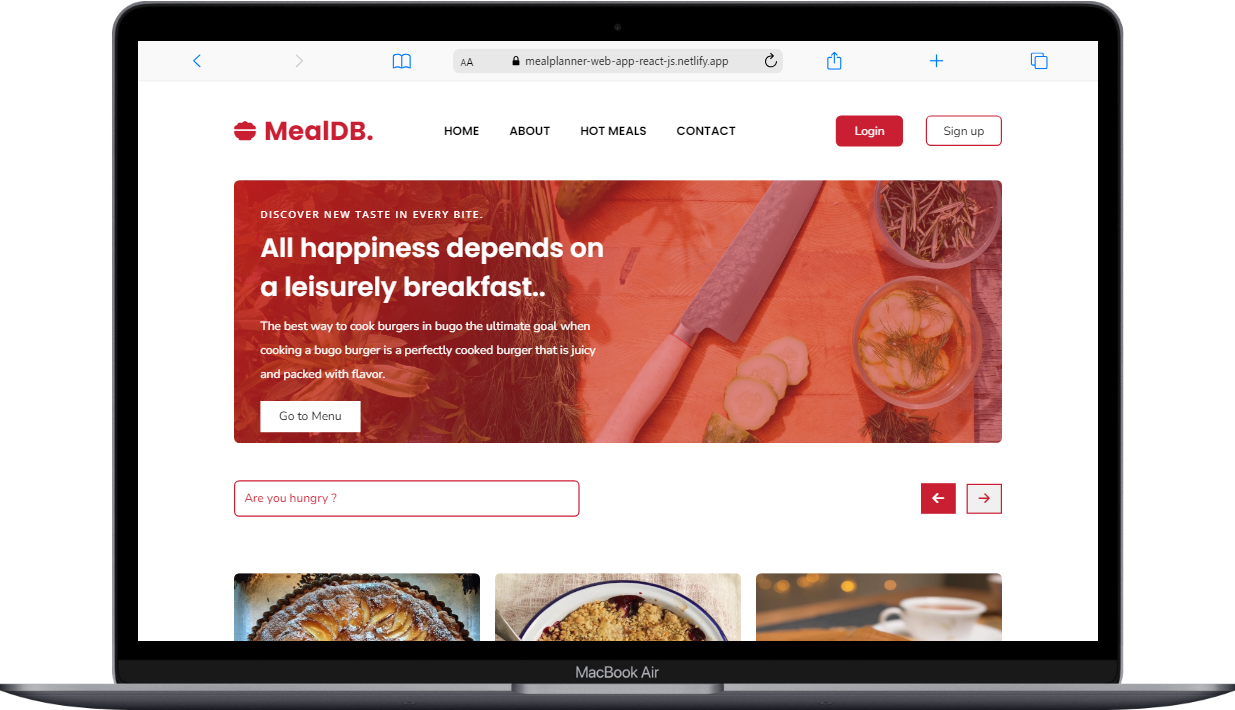 AA mealplanner-web-app-react-js.netlify.app
MealDB.
HOME ABOUT HOT MEALS CONTACT
Login Sign up
DISCOVER NEW TASTE IN EVERY BITE.
All happiness depends on
a leisurely breakfast..
The best way to cook burgers in bugo the ultimate goal when
cooking a bugo burger is a perfectly cooked burger that is juicy
and packed with flavor.
Go to Menu
Are you hungry ?
MacBook Air